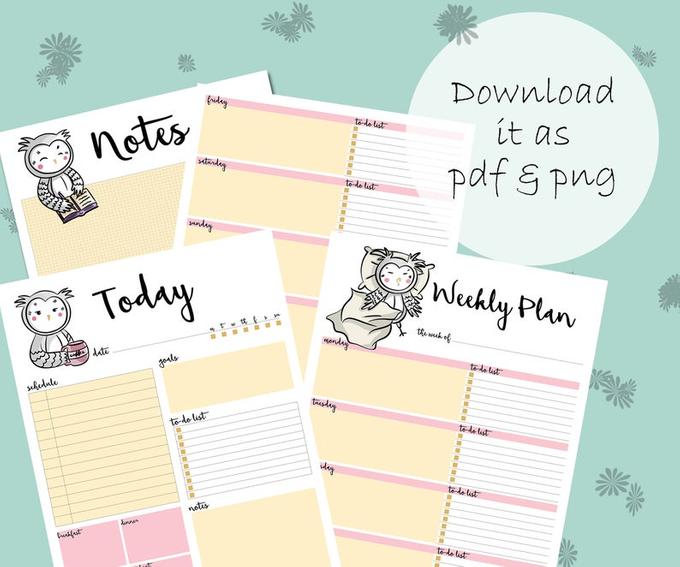 Download
it as
pdf & png
Notes
friday
to-do list
saturday
to-do list
sunday
Today
date
m t w th f s su
schedule
goals
to-do list
notes
breakfast
dinner
Weekly Plan
the week of
monday
to-do list
tuesday
to-do list
to-do list
to-do list